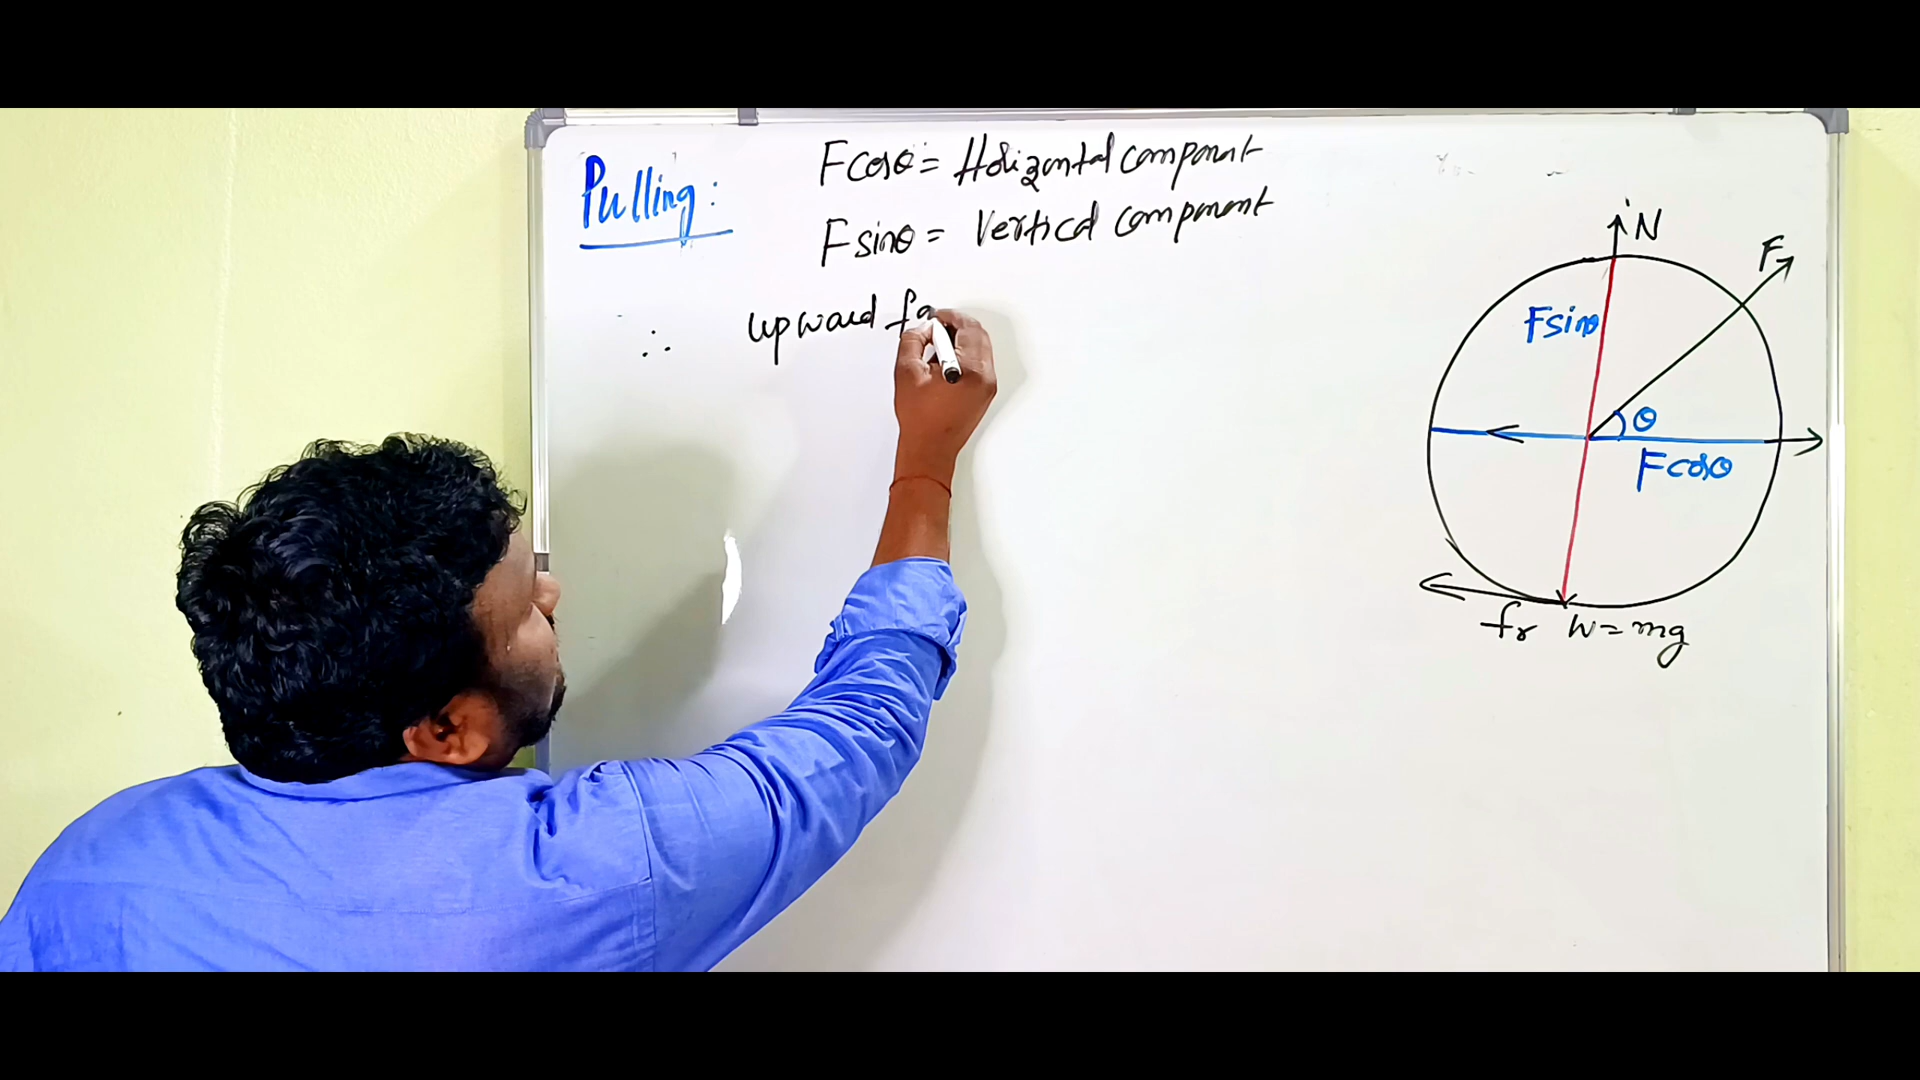 Pulling:
Fcosθ = Horizontal component
Fsinθ = Vertical component
∴ upward fo
N
F
Fsinθ
θ
Fcosθ
fr W = mg